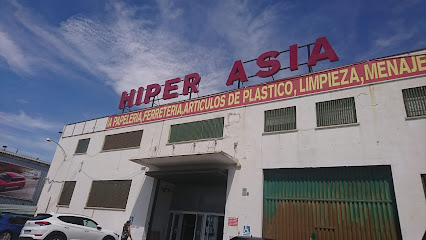 HIPER ASIA
A PAPELERIA, FERRETERIA, ARTICULOS DE PLASTICO, LIMPIEZA, MENAJE